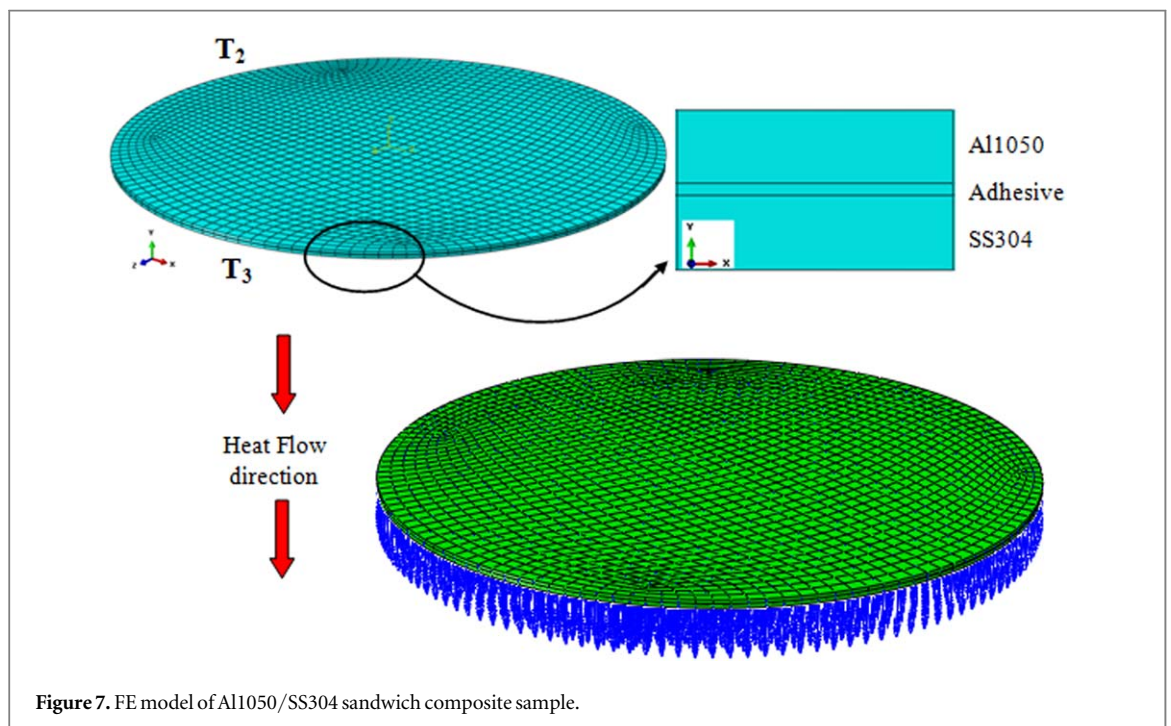 T2
Al1050
Adhesive
SS304
Y
X
Y
Z
X
T3
Heat Flow
direction
Figure 7. FE model of Al1050/SS304 sandwich composite sample.